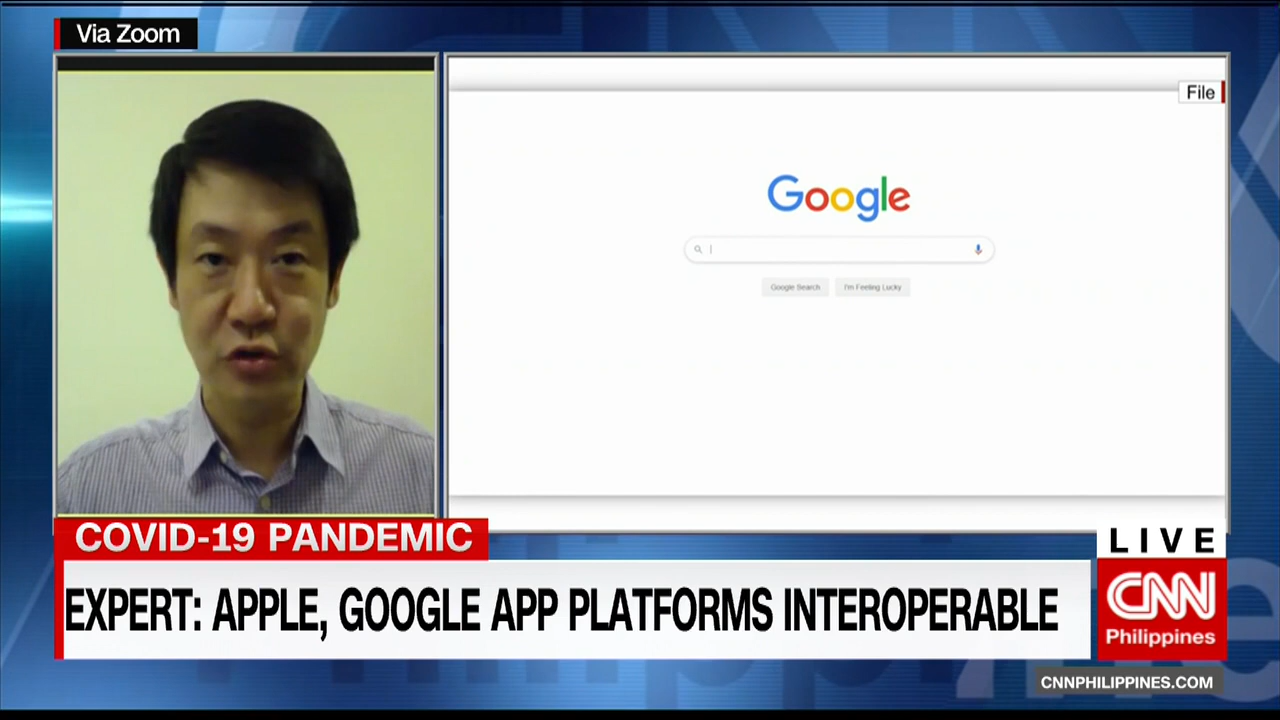 Via Zoom
File
Google
Google Search
I'm Feeling Lucky
COVID-19 PANDEMIC
EXPERT: APPLE, GOOGLE APP PLATFORMS INTEROPERABLE
LIVE
CNN
Philippines
CNNPHILIPPINES.COM